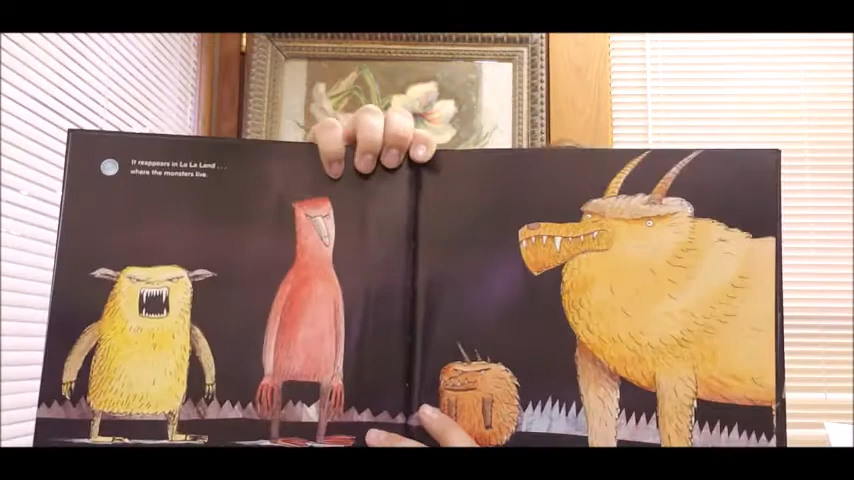 It reappears in La La Land...
where the monsters live.